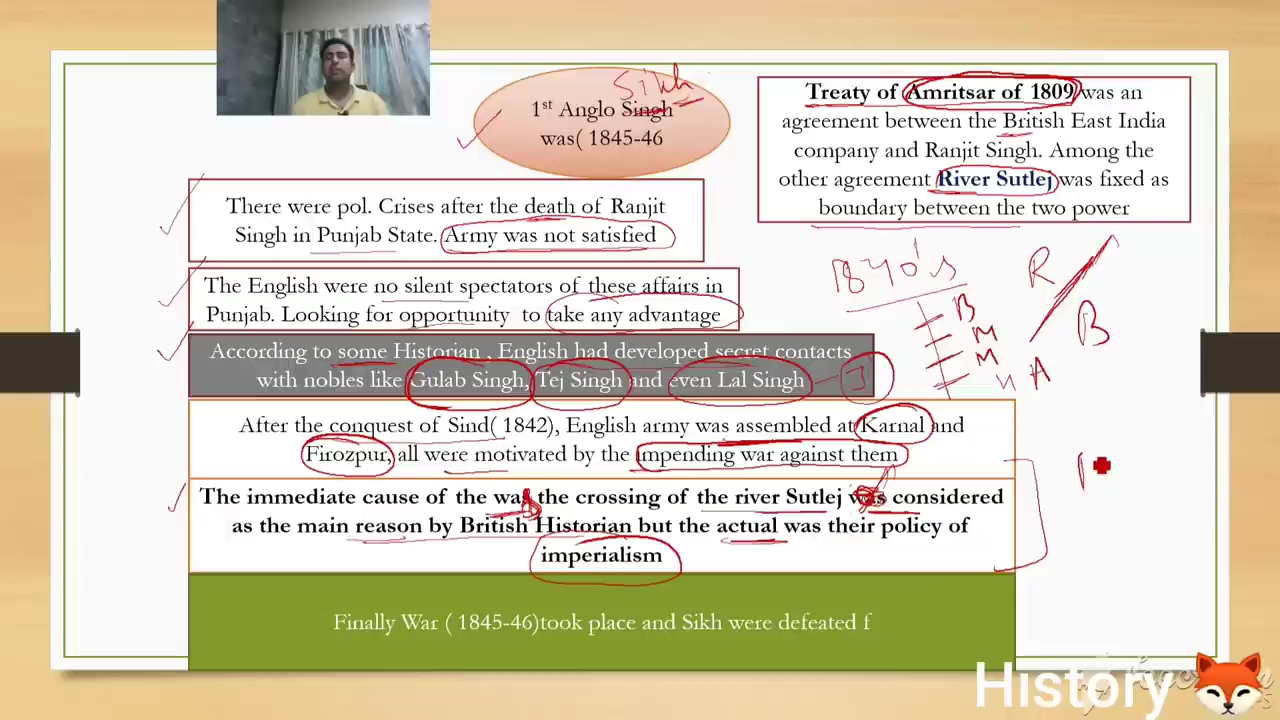 Sikh
1st Anglo Singh
was( 1845-46
Treaty of Amritsar of 1809 was an
agreement between the British East India
company and Ranjit Singh. Among the
other agreement River Sutlej was fixed as
boundary between the two power
There were pol. Crises after the death of Ranjit
Singh in Punjab State. Army was not satisfied
The English were no silent spectators of these affairs in
Punjab. Looking for opportunity to take any advantage
According to some Historian , English had developed secret contacts
with nobles like Gulab Singh, Tej Singh and even Lal Singh
J
1840's
R
B
B
M
M
A
After the conquest of Sind( 1842), English army was assembled at Karnal and
Firozpur, all were motivated by the impending war against them
The immediate cause of the was the crossing of the river Sutlej was considered
as the main reason by British Historian but the actual was their policy of
imperialism
Finally War ( 1845-46)took place and Sikh were defeated f
History